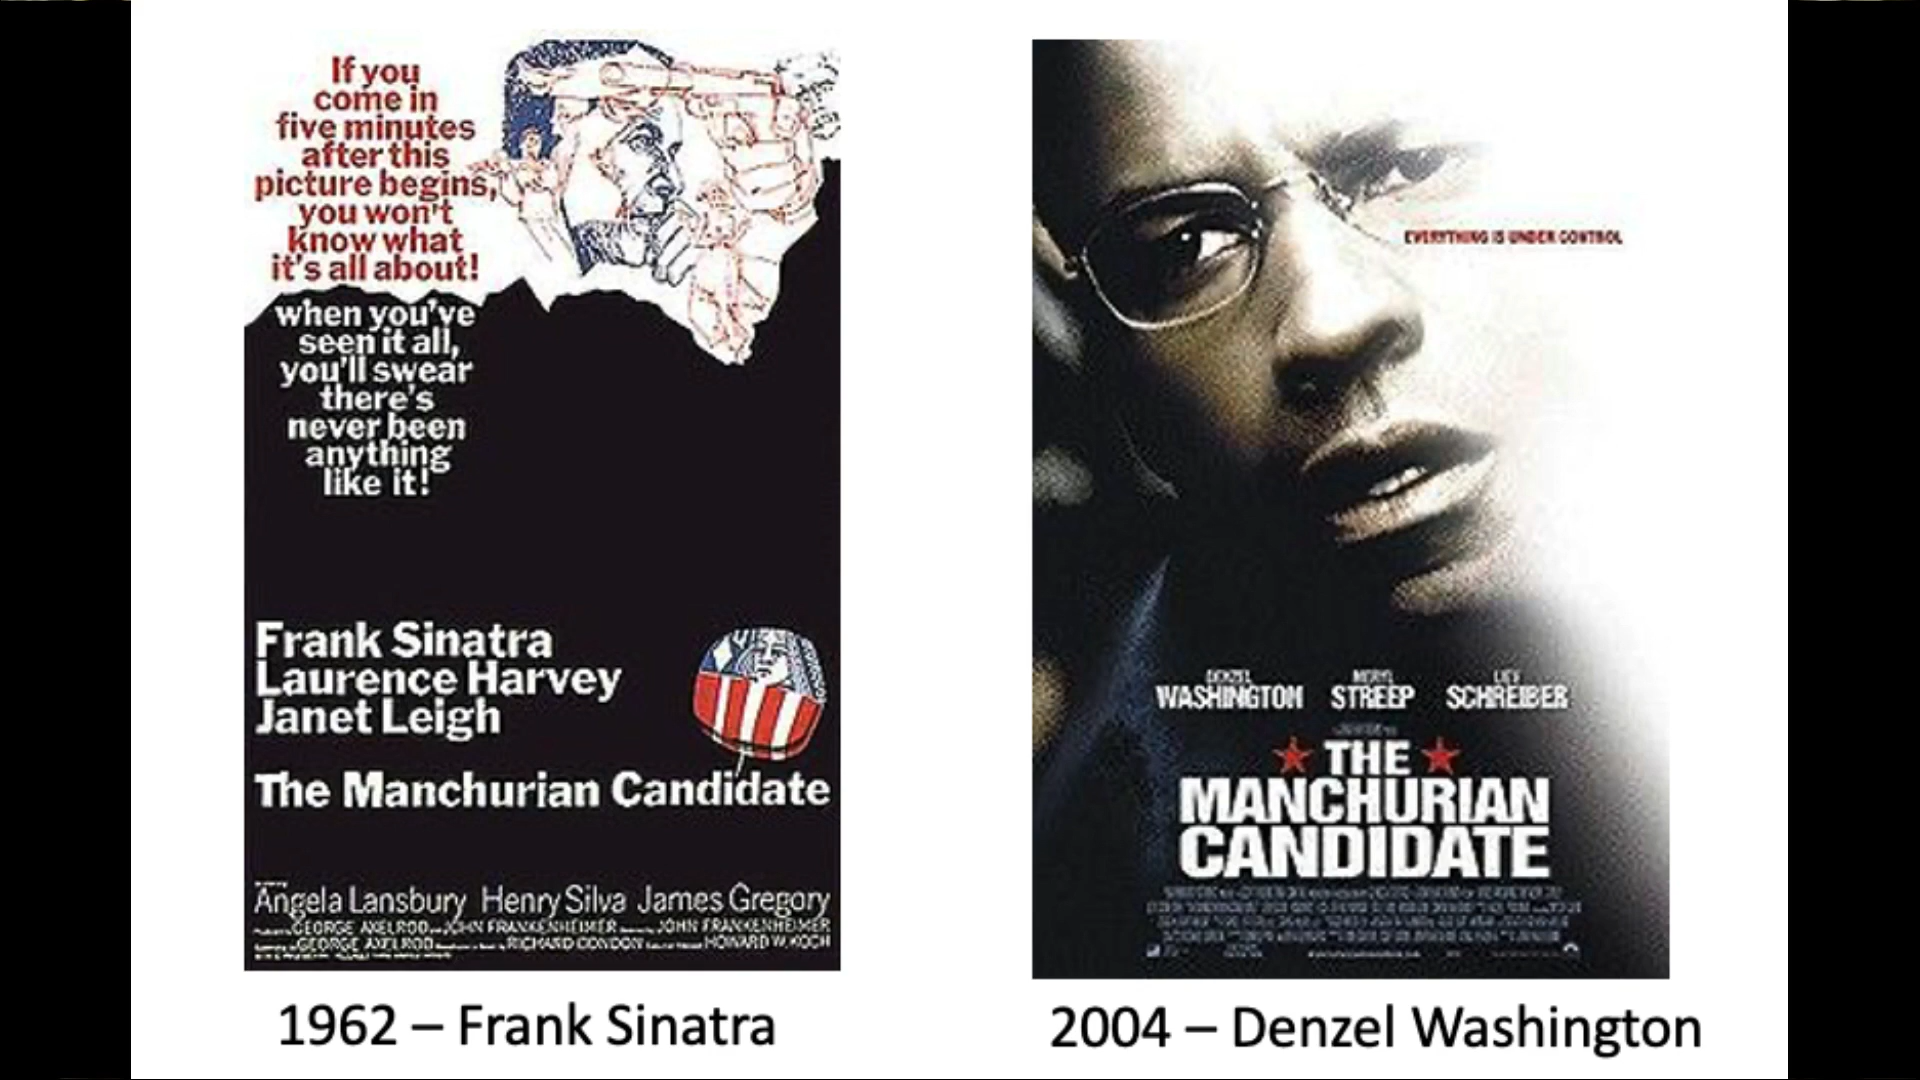 If you
come in
five minutes
after this
picture begins,
you won't
know what
it's all about!
when you've
seen it all,
you'll swear
there's
never been
anything
like it!
Frank Sinatra
Laurence Harvey
Janet Leigh
The Manchurian Candidate
Angela Lansbury Henry Silva James Gregory
GEORGE AXELROD JOHN FRANKENHEIMER JOHN FRANKENHEIMER
GEORGE AXELROD RICHARD CONDON HOWARD W. KOCH
1962 – Frank Sinatra
EVERYTHING IS UNDER CONTROL
DENZEL MERYL LIEV
WASHINGTON STREEP SCHREIBER
THE
MANCHURIAN
CANDIDATE
2004 – Denzel Washington